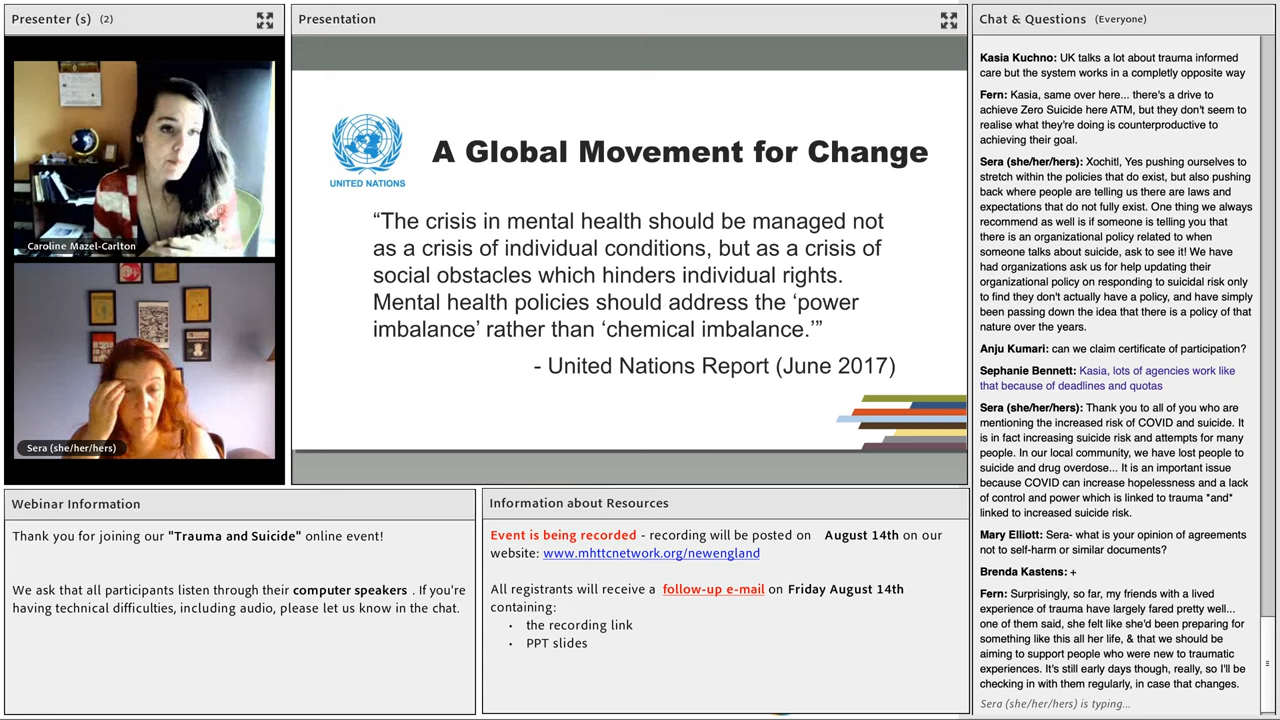 Presenter (s) (2)
Caroline Mazel-Carlton
Sera (she/her/hers)
Presentation
UNITED NATIONS
A Global Movement for Change
“The crisis in mental health should be managed not
as a crisis of individual conditions, but as a crisis of
social obstacles which hinders individual rights.
Mental health policies should address the ‘power
imbalance’ rather than ‘chemical imbalance.’”
- United Nations Report (June 2017)
Webinar Information
Thank you for joining our "Trauma and Suicide" online event!
We ask that all participants listen through their computer speakers . If you're
having technical difficulties, including audio, please let us know in the chat.
Information about Resources
Event is being recorded - recording will be posted on August 14th on our
website: www.mhttcnetwork.org/newengland
All registrants will receive a follow-up e-mail on Friday August 14th
containing:
• the recording link
• PPT slides
Chat & Questions (Everyone)
Kasia Kuchno: UK talks a lot about trauma informed
care but the system works in a completly opposite way
Fern: Kasia, same over here... there's a drive to
achieve Zero Suicide here ATM, but they don't seem to
realise what they're doing is counterproductive to
achieving their goal.
Sera (she/her/hers): Xochitl, Yes pushing ourselves to
stretch within the policies that do exist, but also pushing
back where people are telling us there are laws and
expectations that do not fully exist. One thing we always
recommend as well is if someone is telling you that
there is an organizational policy related to when
someone talks about suicide, ask to see it! We have
had organizations ask us for help updating their
organizational policy on responding to suicidal risk only
to find they don't actually have a policy, and have simply
been passing down the idea that there is a policy of that
nature over the years.
Anju Kumari: can we claim certificate of participation?
Sephanie Bennett: Kasia, lots of agencies work like
that because of deadlines and quotas
Sera (she/her/hers): Thank you to all of you who are
mentioning the increased risk of COVID and suicide. It
is in fact increasing suicide risk and attempts for many
people. In our local community, we have lost people to
suicide and drug overdose... It is an important issue
because COVID can increase hopelessness and a lack
of control and power which is linked to trauma *and*
linked to increased suicide risk.
Mary Elliott: Sera- what is your opinion of agreements
not to self-harm or similar documents?
Brenda Kastens: +
Fern: Surprisingly, so far, my friends with a lived
experience of trauma have largely fared pretty well...
one of them said, she felt like she'd been preparing for
something like this all her life, & that we should be
aiming to support people who were new to traumatic
experiences. It's still early days though, really, so I'll be
checking in with them regularly, in case that changes.
Sera (she/her/hers) is typing...